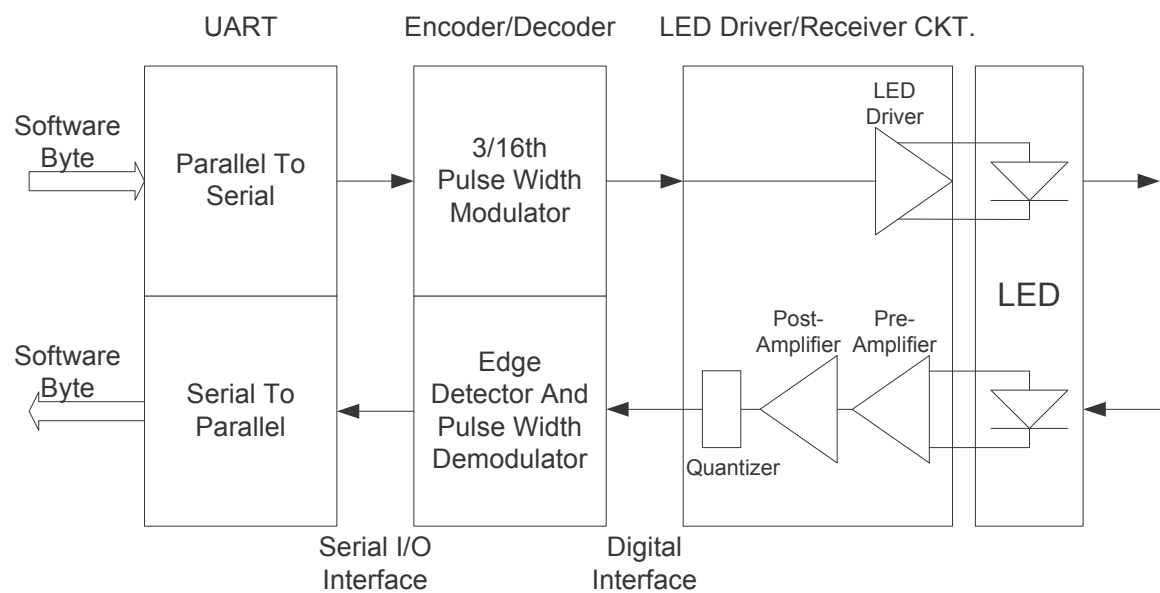 UART
Encoder/Decoder
LED Driver/Receiver CKT.
Software
Byte
Parallel To
Serial
3/16th
Pulse Width
Modulator
LED
Driver
LED
Software
Byte
Serial To
Parallel
Edge
Detector And
Pulse Width
Demodulator
Quantizer
Post-
Amplifier
Pre-
Amplifier
Serial I/O
Interface
Digital
Interface